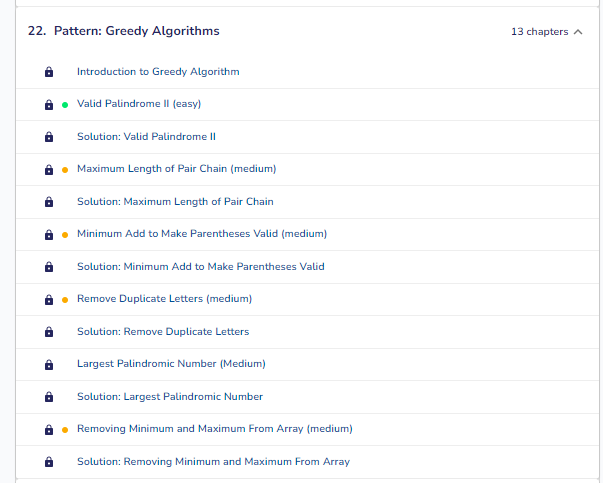 22. Pattern: Greedy Algorithms 13 chapters
Introduction to Greedy Algorithm
Valid Palindrome II (easy)
Solution: Valid Palindrome II
Maximum Length of Pair Chain (medium)
Solution: Maximum Length of Pair Chain
Minimum Add to Make Parentheses Valid (medium)
Solution: Minimum Add to Make Parentheses Valid
Remove Duplicate Letters (medium)
Solution: Remove Duplicate Letters
Largest Palindromic Number (Medium)
Solution: Largest Palindromic Number
Removing Minimum and Maximum From Array (medium)
Solution: Removing Minimum and Maximum From Array